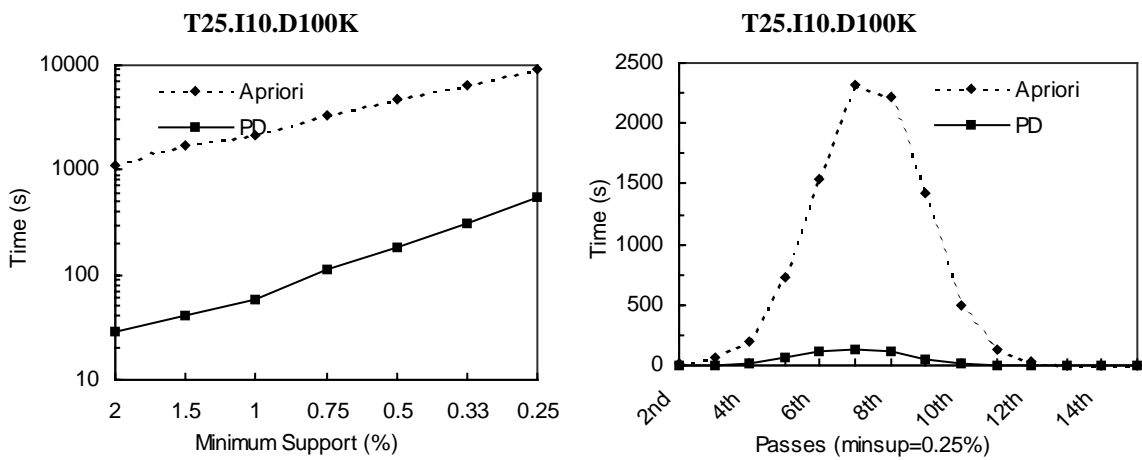 T25.I10.D100K
10000
1000
100
10
Time (s)
Apriori
PD
2 1.5 1 0.75 0.5 0.33 0.25
Minimum Support (%)
T25.I10.D100K
2500
2000
1500
1000
500
0
Time (s)
Apriori
PD
2nd 4th 6th 8th 10th 12th 14th
Passes (minsup=0.25%)